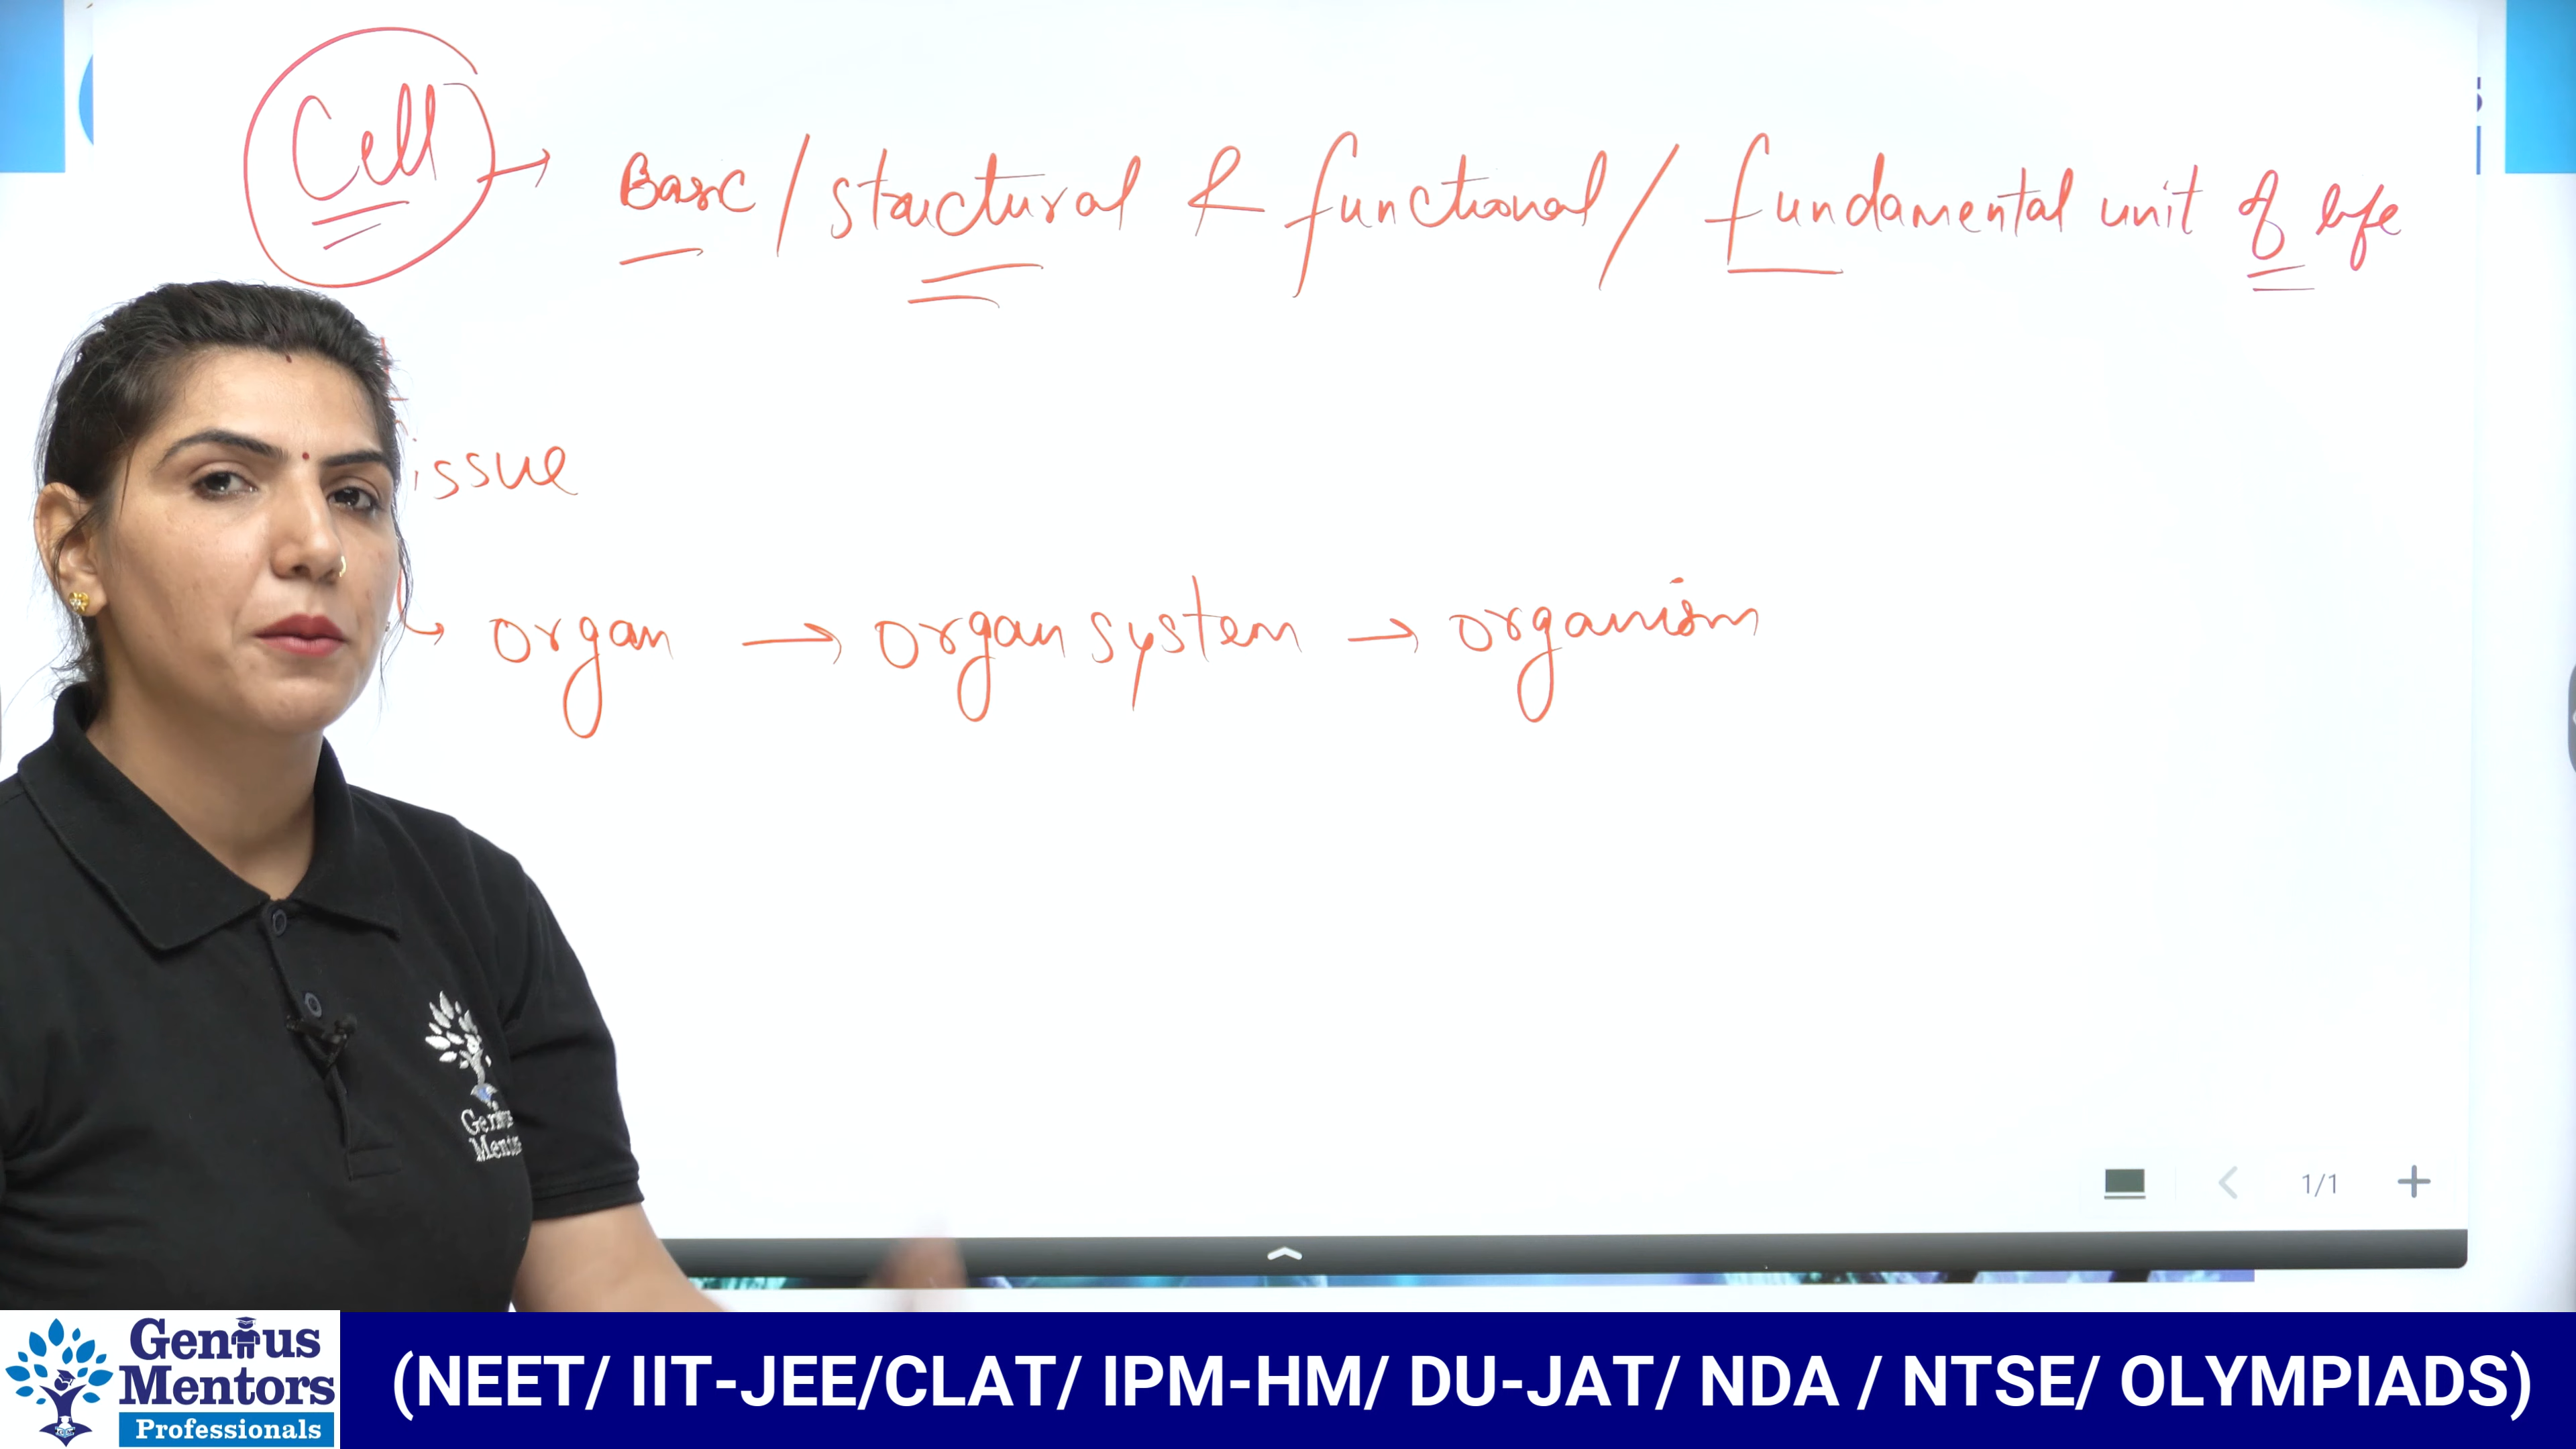 Cell → Basic / structural & functional / fundamental unit of life
issue
organ → organ system → organism
Genius
1/1
Genius
Mentors
Professionals
(NEET/ IIT-JEE/CLAT/ IPM-HM/ DU-JAT/ NDA / NTSE/ OLYMPIADS)